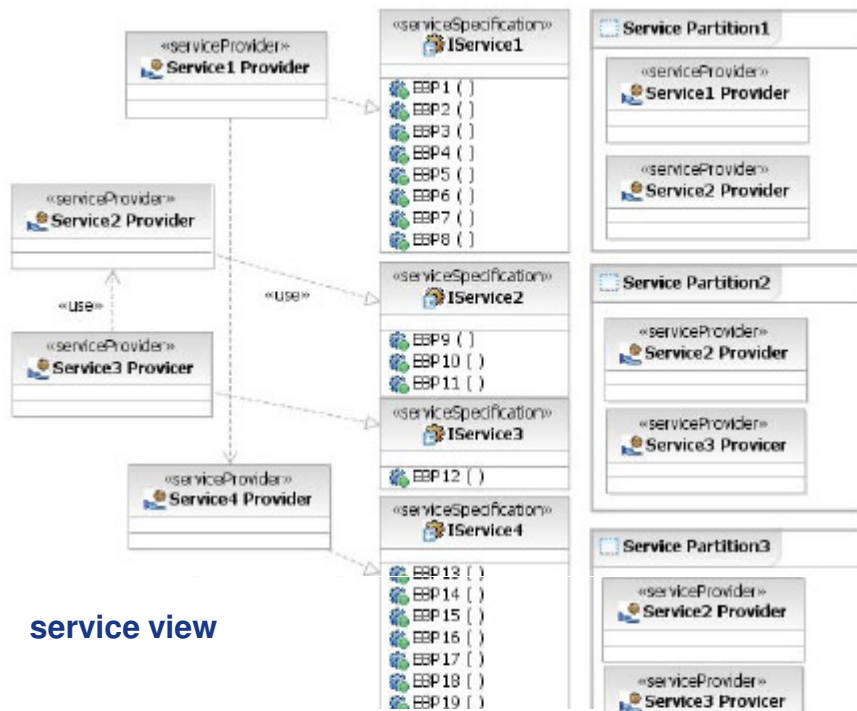 «serviceProvider»
Service1 Provider
«serviceProvider»
Service2 Provider
«use»
«use»
«serviceProvider»
Service3 Provicer
«serviceProvider»
Service4 Provider
service view
«serviceSpecification»
IService1
EBP1 ( )
EBP2 ( )
EBP3 ( )
EBP4 ( )
EBP5 ( )
EBP6 ( )
EBP7 ( )
EBP8 ( )
«serviceSpecification»
IService2
EBP9 ( )
EBP10 ( )
EBP11 ( )
«serviceSpecification»
IService3
EBP12 ( )
«serviceSpecification»
IService4
EBP13 ( )
EBP14 ( )
EBP15 ( )
EBP16 ( )
EBP17 ( )
EBP18 ( )
EBP19 ( )
Service Partition1
«serviceProvider»
Service1 Provider
«serviceProvider»
Service2 Provider
Service Partition2
«serviceProvider»
Service2 Provider
«serviceProvider»
Service3 Provicer
Service Partition3
«serviceProvider»
Service2 Provider
«serviceProvider»
Service3 Provicer